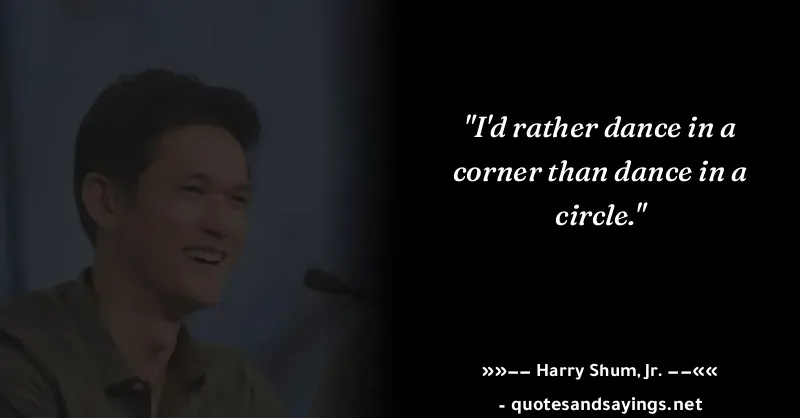 "I'd rather dance in a
corner than dance in a
circle."
»»–– Harry Shum, Jr. ––««
- quotesandsayings.net